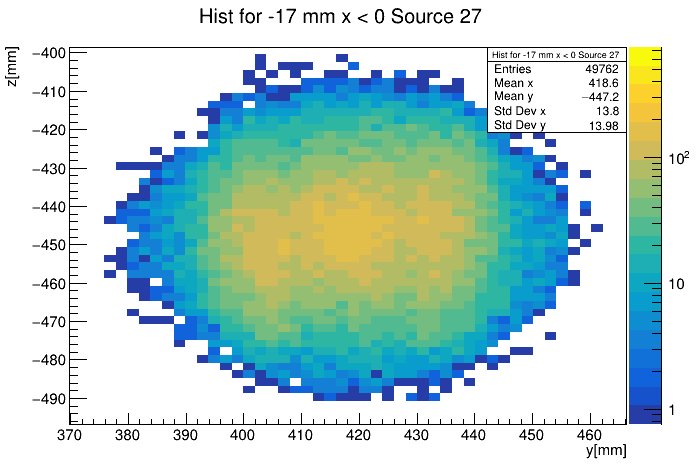 Hist for -17 mm x < 0 Source 27
z[mm]
−400
−410
−420
−430
−440
−450
−460
−470
−480
−490
370 380 390 400 410 420 430 440 450 460
y[mm]
Hist for -17 mm x < 0 Source 27
Entries 49762
Mean x 418.6
Mean y −447.2
Std Dev x 13.8
Std Dev y 13.98
10²
10
1